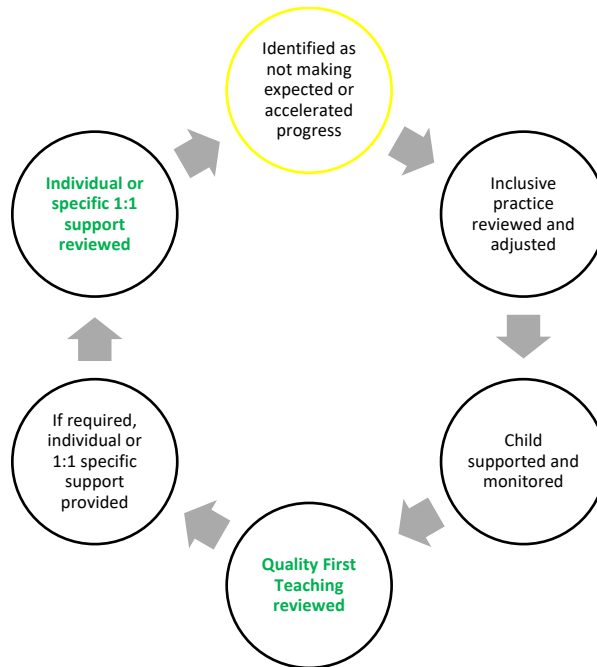 Identified as
not making
expected or
accelerated
progress
Inclusive
practice
reviewed and
adjusted
Child
supported and
monitored
Quality First
Teaching
reviewed
If required,
individual or
1:1 specific
support
provided
Individual or
specific 1:1
support
reviewed